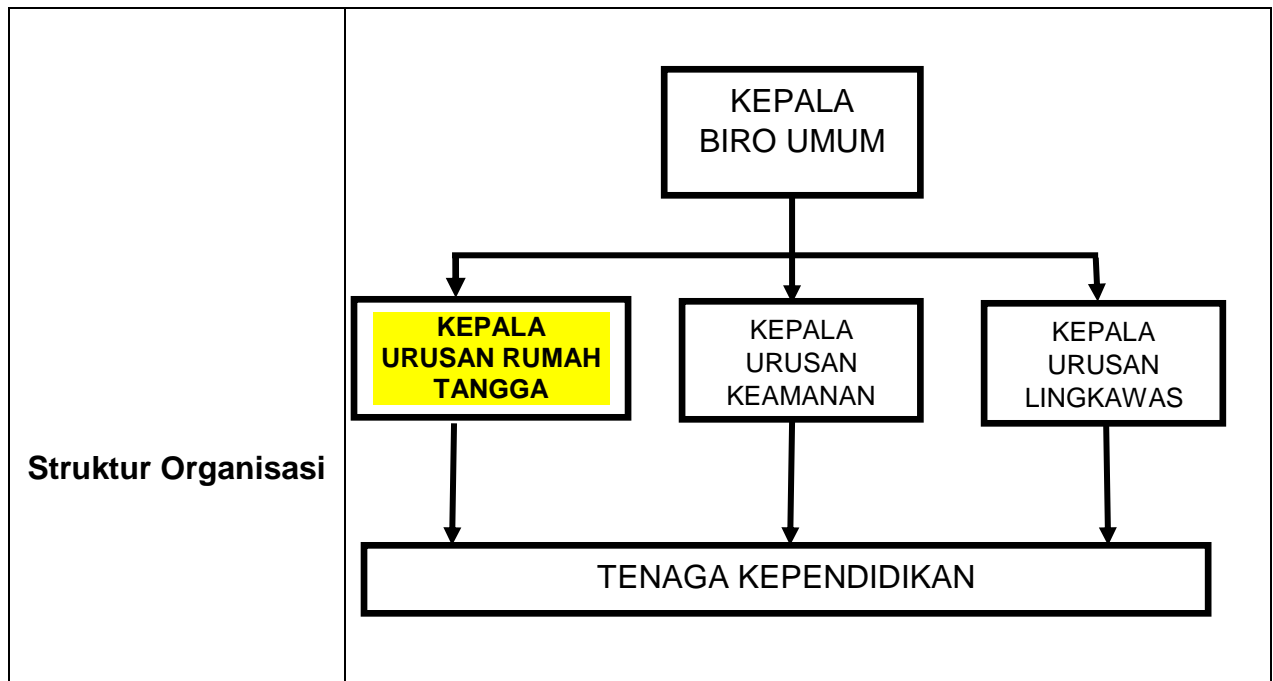 Struktur Organisasi
KEPALA
BIRO UMUM
KEPALA
URUSAN RUMAH
TANGGA
KEPALA
URUSAN
KEAMANAN
KEPALA
URUSAN
LINGKAWAS
TENAGA KEPENDIDIKAN